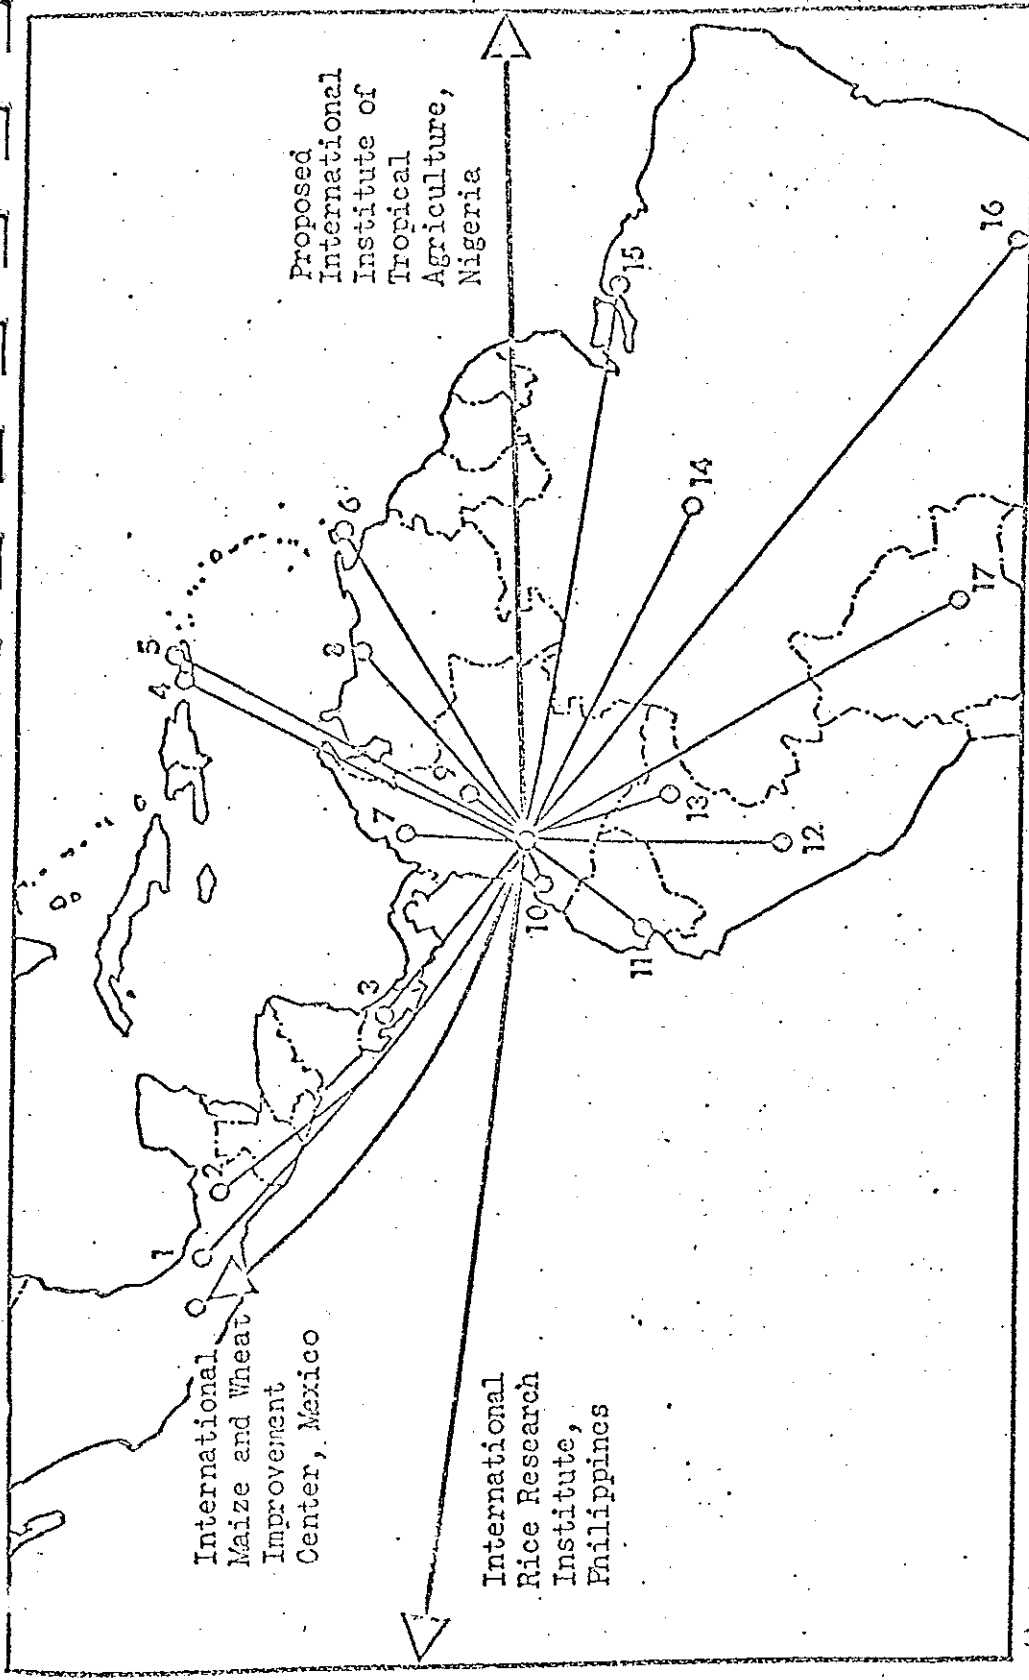 Proposed
International
Institute of
Tropical
Agriculture,
Nigeria
International
Maize and Wheat
Improvement
Center, Mexico
International
Rice Research
Institute,
Philippines
1
2
3
4
5
6
7
8
9
10
11
12
13
14
15
16
17